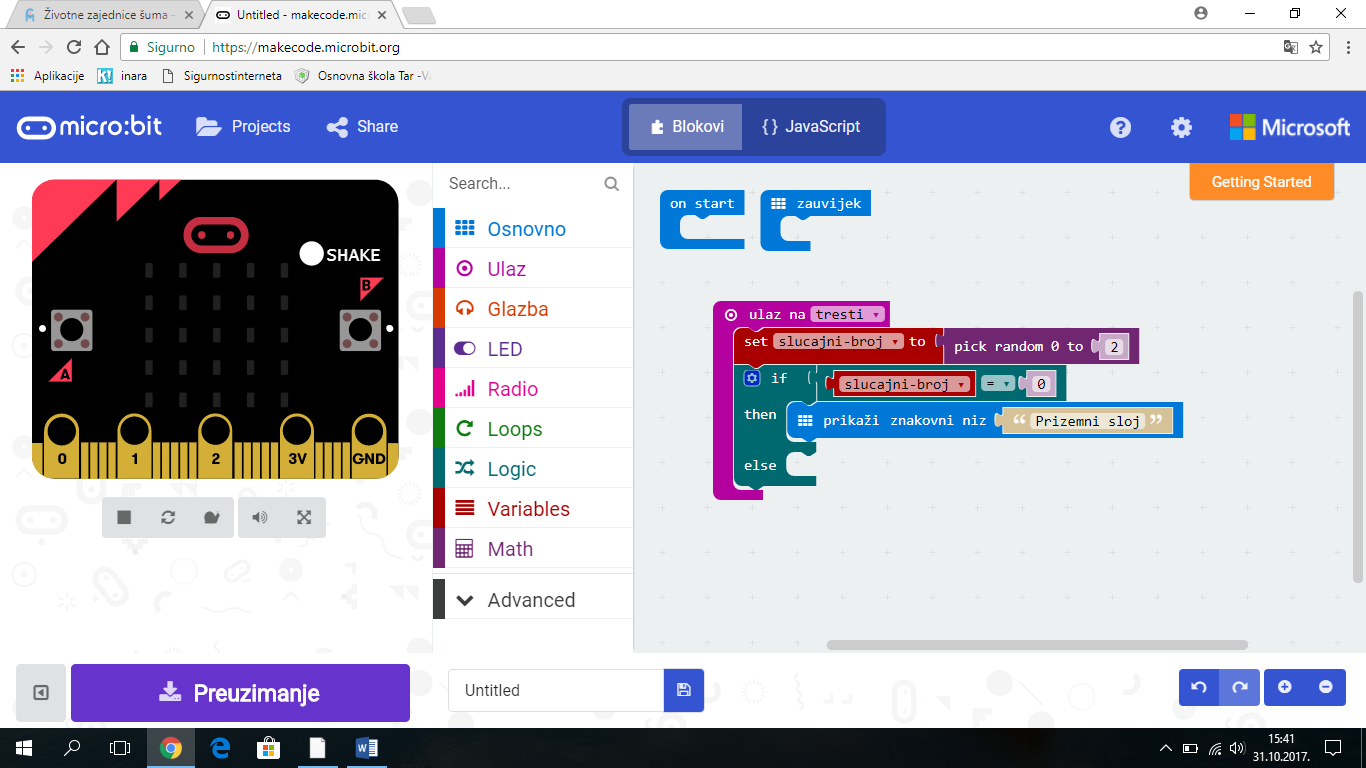 Životne zajednice šuma -
Untitled - makecode.mic
Sigurno
https://makecode.microbit.org
Aplikacije
inara
Sigurnostinterneta
Osnovna škola Tar -Va
micro:bit
Projects
Share
Blokovi
{} JavaScript
Microsoft
Search...
Osnovno
Ulaz
Glazba
LED
Radio
Loops
Logic
Variables
Math
Advanced
SHAKE
B
A
0 1 2 3V GND
Getting Started
on start
zauvijek
ulaz na tresti
set slucajni-broj to pick random 0 to 2
if slucajni-broj = 0
then prikaži znakovni niz “ Prizemni sloj ”
else
Preuzimanje
Untitled
15:41
31.10.2017.